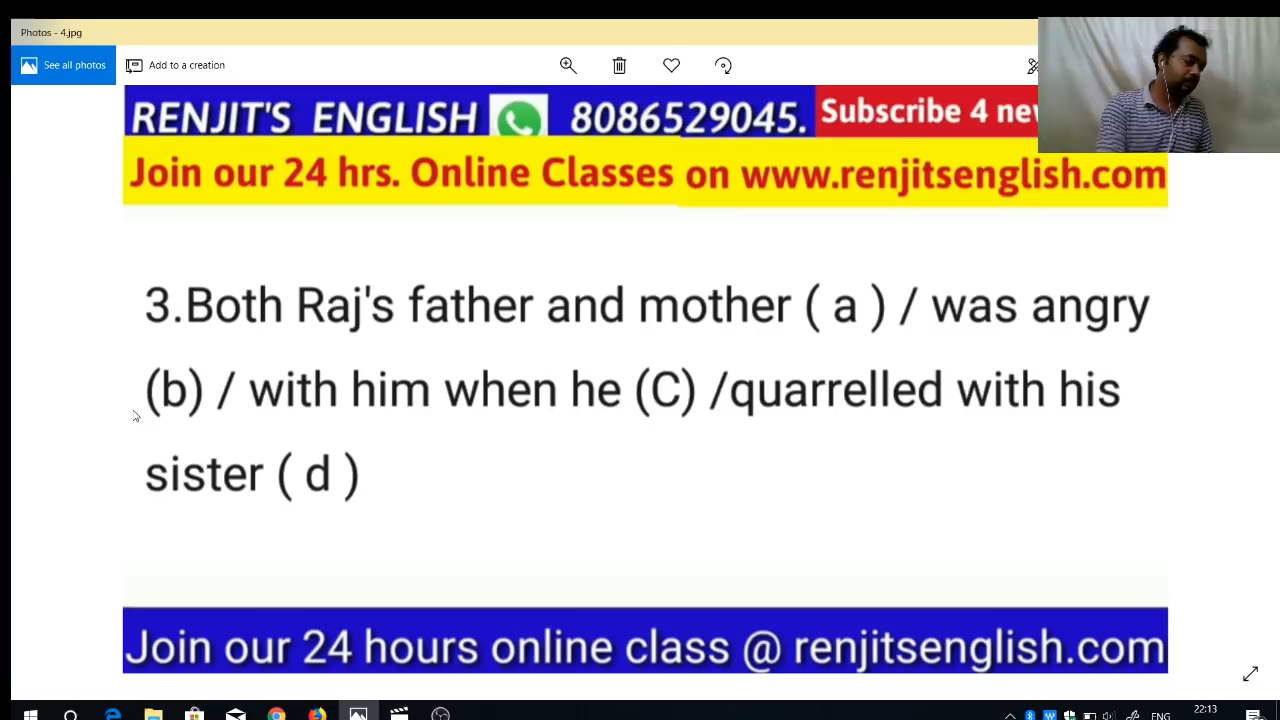 Photos - 4.jpg
See all photos
Add to a creation
RENJIT'S ENGLISH 8086529045.
Subscribe 4
Join our 24 hrs. Online Classes on www.renjitsenglish.com
3.Both Raj's father and mother ( a ) / was angry
(b) / with him when he (C) /quarrelled with his
sister ( d )
Join our 24 hours online class @ renjitsenglish.com
ENG
22:13